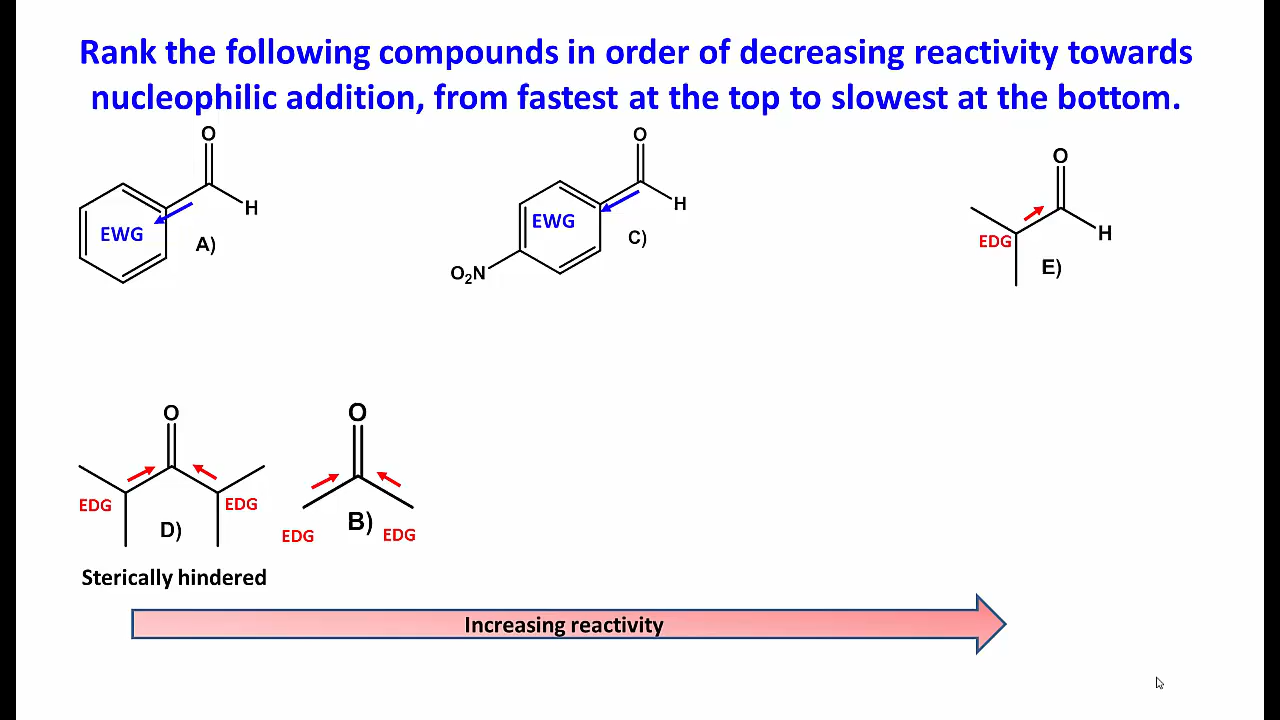 Rank the following compounds in order of decreasing reactivity towards
nucleophilic addition, from fastest at the top to slowest at the bottom.
O
H
EWG
A)
O
H
EWG
C)
O₂N
O
H
EDG
E)
O
EDG
EDG
D)
O
B)
EDG
EDG
Sterically hindered
Increasing reactivity